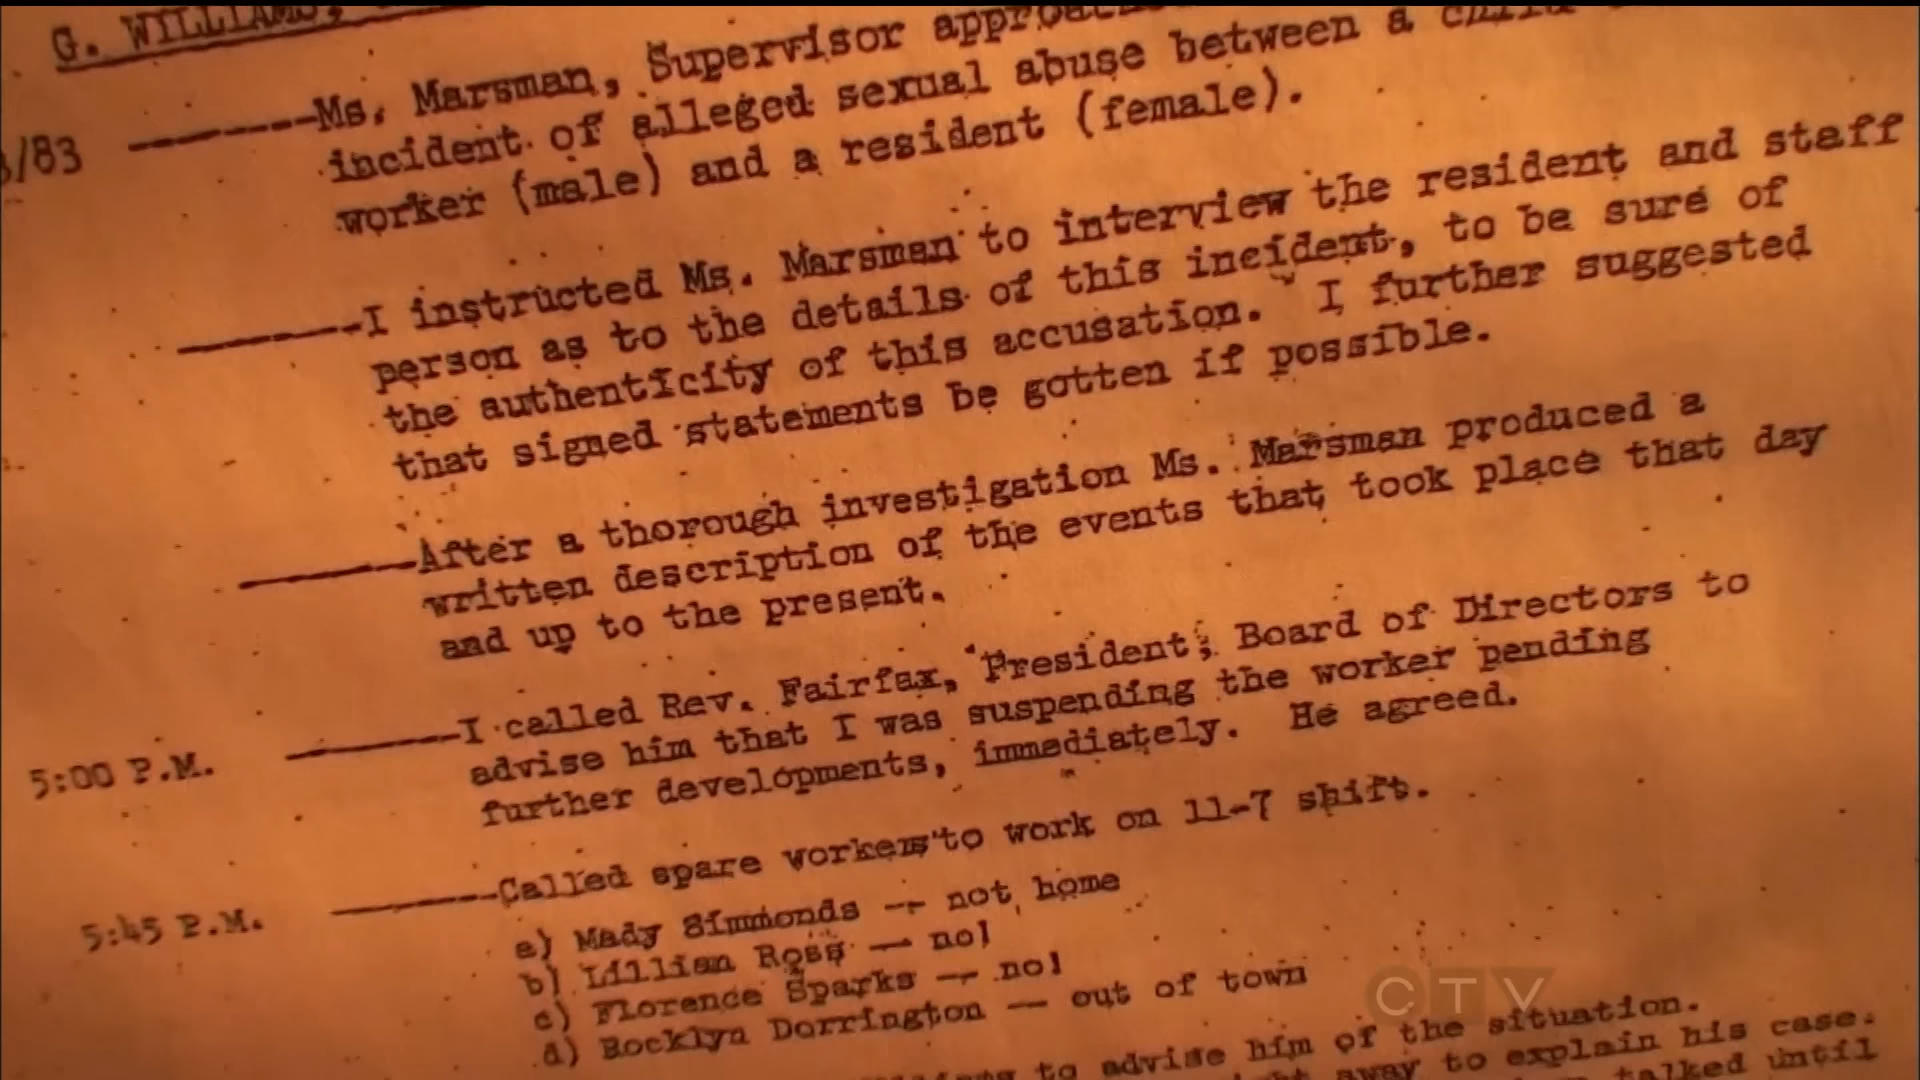 G. WILLIAMS,
/83 --------Ms. Marsman, Supervisor
incident of alleged sexual abuse between a child
worker (male) and a resident (female).
--------I instructed Ms. Marsman to interview the resident and staff
person as to the details of this incident, to be sure of
the authenticity of this accusation. I further suggested
that signed statements be gotten if possible.
--------After a thorough investigation Ms. Marsman produced a
written description of the events that took place that day
and up to the present.
5:00 P.M. --------I called Rev. Fairfax, President, Board of Directors to
advise him that I was suspending the worker pending
further developments, immediately. He agreed.
5:45 P.M. --------Called spare workers to work on 11-7 shift.
a) Mady Simmonds -- not home
b) Lillian Ross -- no!
c) Florence Sparks -- no!
d) Rocklyn Dorrington -- out of town
to advise him of the situation.
away to explain his case.
talked until
CTV